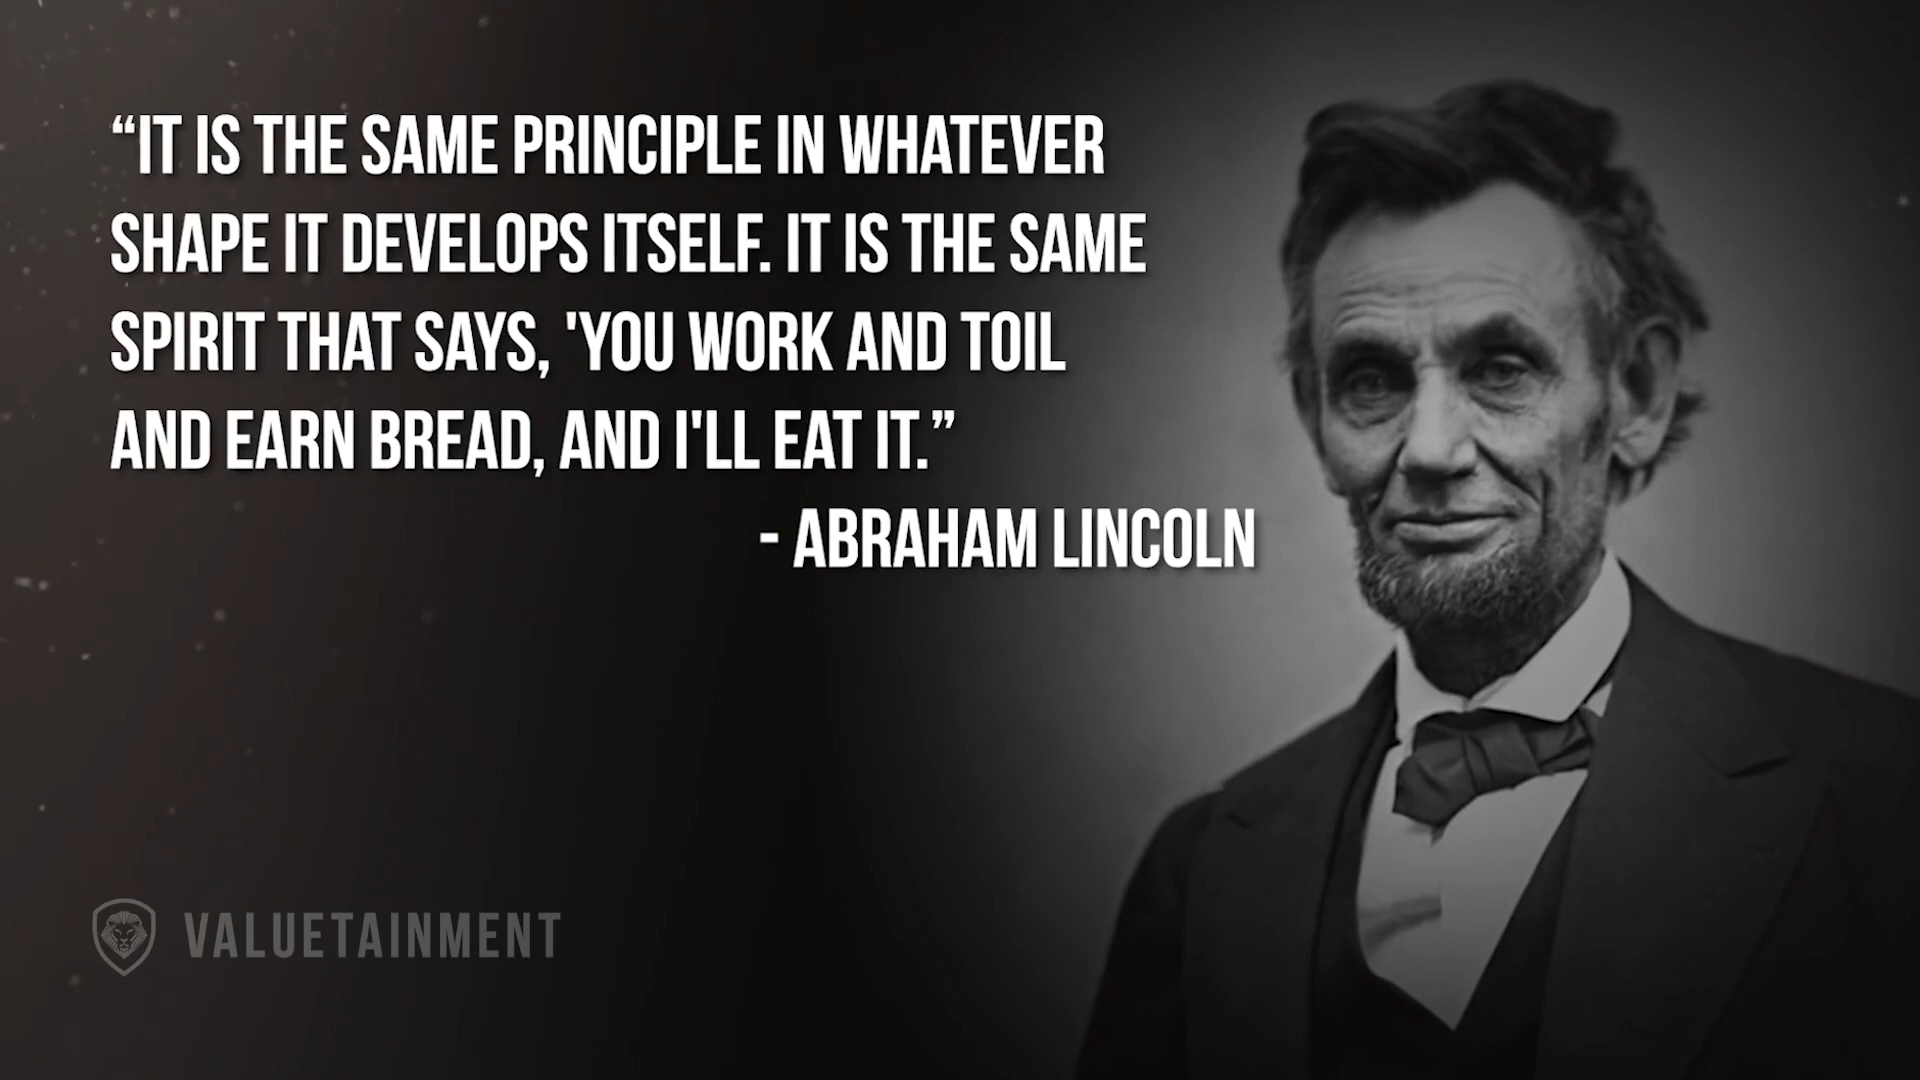 “IT IS THE SAME PRINCIPLE IN WHATEVER
SHAPE IT DEVELOPS ITSELF. IT IS THE SAME
SPIRIT THAT SAYS, 'YOU WORK AND TOIL
AND EARN BREAD, AND I'LL EAT IT.”
- ABRAHAM LINCOLN
VALUETAINMENT